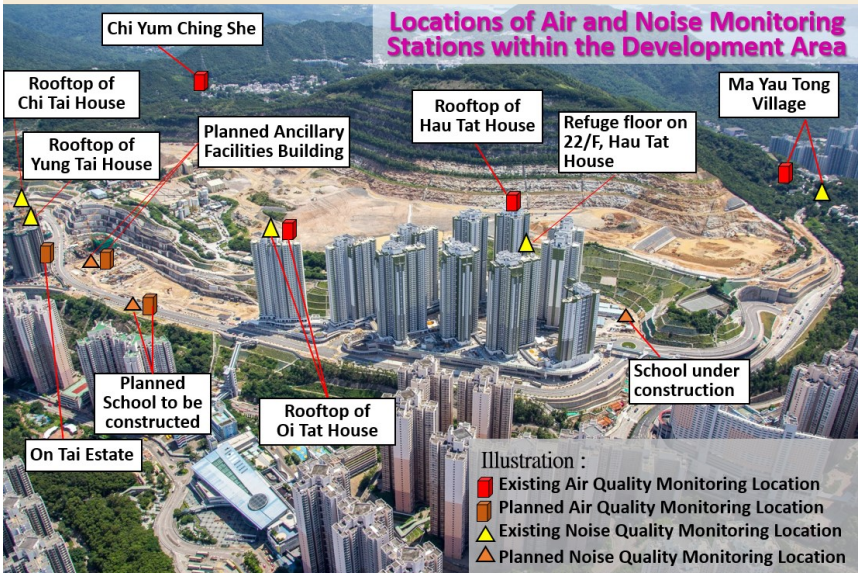 Locations of Air and Noise Monitoring
Stations within the Development Area
Chi Yum Ching She
Rooftop of
Chi Tai House
Rooftop of
Yung Tai House
Planned Ancillary
Facilities Building
Rooftop of
Hau Tat House
Refuge floor on
22/F, Hau Tat
House
Ma Yau Tong
Village
Planned
School to be
constructed
On Tai Estate
Rooftop of
Oi Tat House
School under
construction
Illustration :
Existing Air Quality Monitoring Location
Planned Air Quality Monitoring Location
Existing Noise Quality Monitoring Location
Planned Noise Quality Monitoring Location